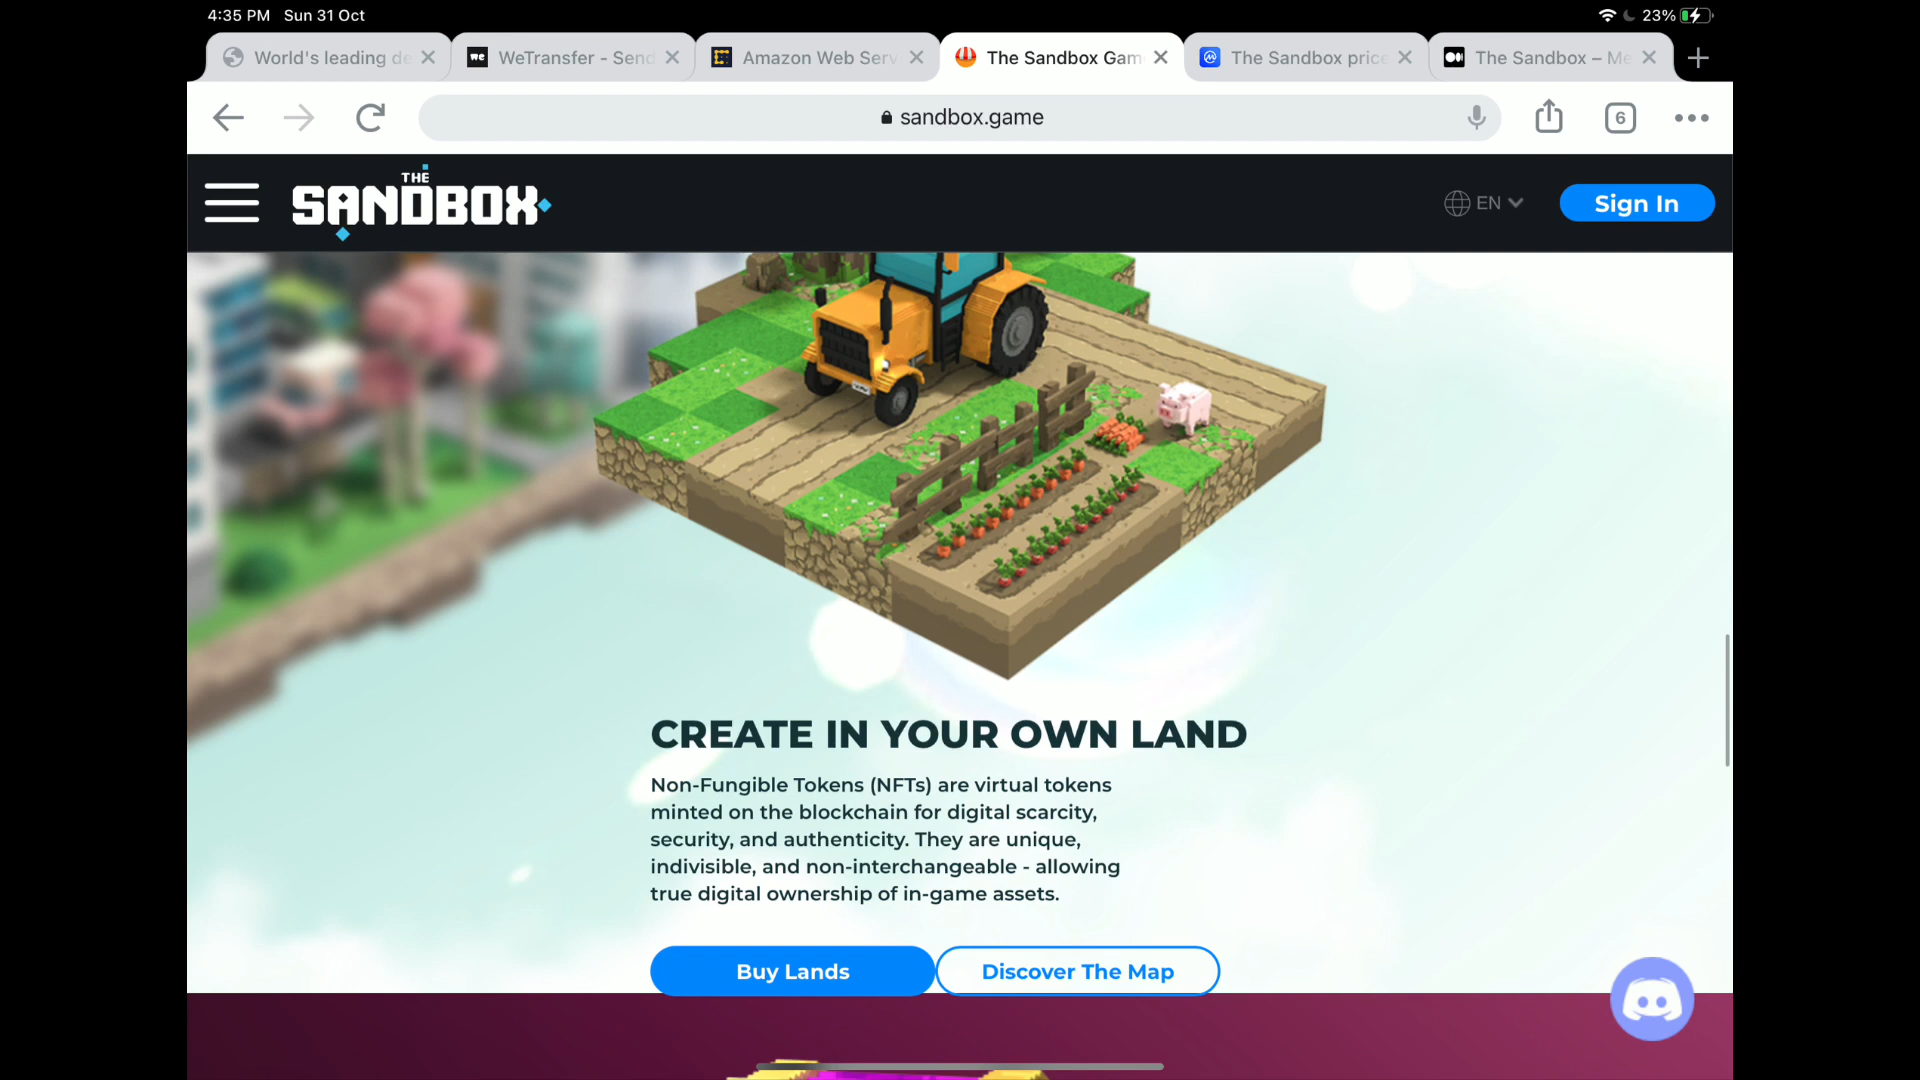 4:35 PM Sun 31 Oct
23%
World's leading de
WeTransfer - Send
Amazon Web Serv
The Sandbox Gam
The Sandbox price
The Sandbox – Me
sandbox.game
6
THE
SANDBOX
EN
Sign In
CREATE IN YOUR OWN LAND
Non-Fungible Tokens (NFTs) are virtual tokens
minted on the blockchain for digital scarcity,
security, and authenticity. They are unique,
indivisible, and non-interchangeable - allowing
true digital ownership of in-game assets.
Buy Lands
Discover The Map